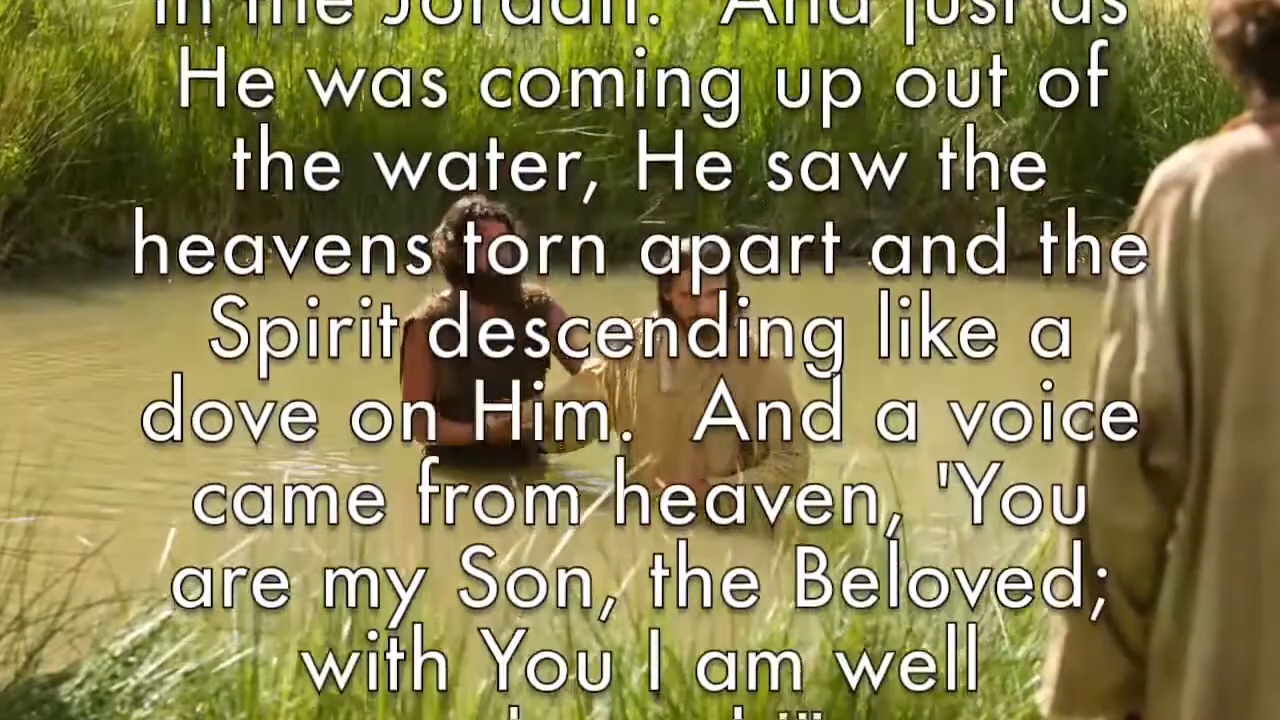 in the Jordan. And just as
He was coming up out of
the water, He saw the
heavens torn apart and the
Spirit descending like a
dove on Him. And a voice
came from heaven, 'You
are my Son, the Beloved;
with You I am well